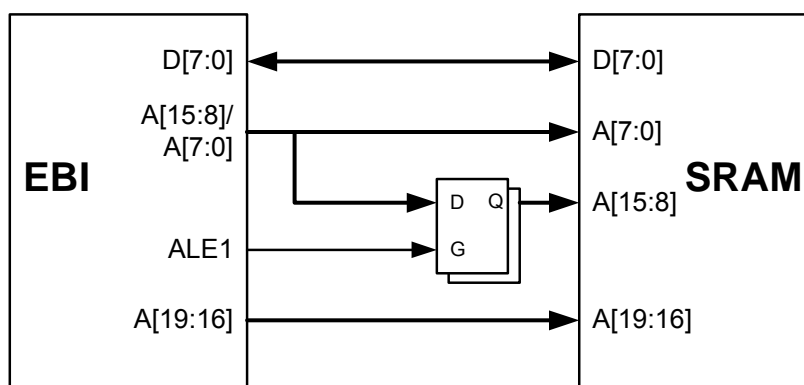 D[7:0]
D[7:0]
A[15:8]/
A[7:0]
A[7:0]
EBI
SRAM
D
Q
A[15:8]
ALE1
G
A[19:16]
A[19:16]